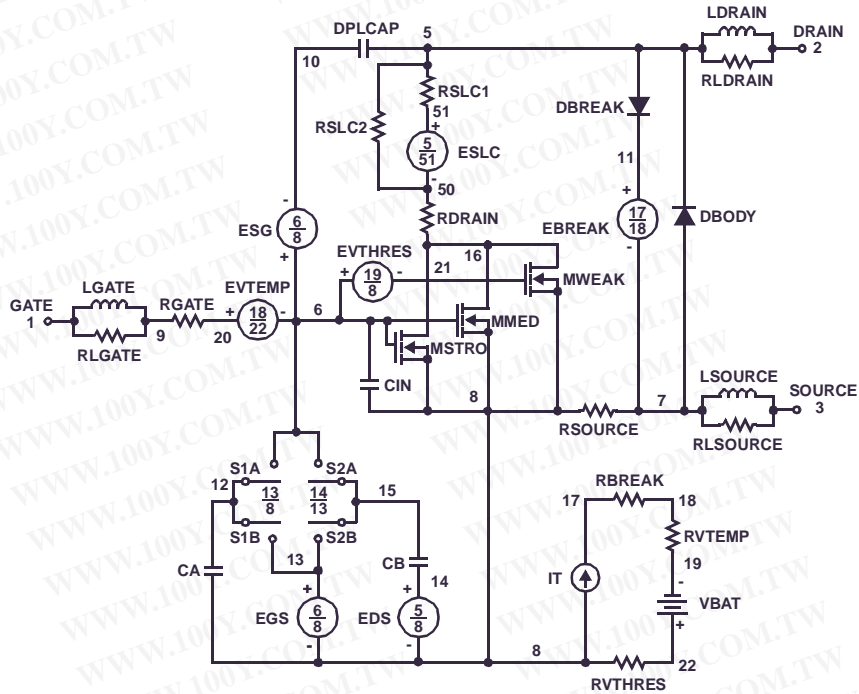 LDRAIN
DPLCAP
5
DRAIN
2
10
RLDRAIN
RSLC1
51
+
DBREAK
RSLC2
5
51
ESLC
-
50
11
-
RDRAIN
+
17
18
EBREAK
DBODY
ESG
6
8
+
EVTHRES
+
19
8
-
16
21
MWEAK
-
LGATE
EVTEMP
GATE
1
RGATE
+
18
22
-
6
MMED
9
20
RLGATE
MSTRO
CIN
8
7
LSOURCE
SOURCE
3
RSOURCE
RLSOURCE
S1A
S2A
12
13
8
14
13
15
RBREAK
17
18
S1B
S2B
13
RVTEMP
CB
CA
14
IT
19
-
+
+
VBAT
EGS
6
8
EDS
5
8
+
-
-
8
22
RVTHRES
WWW.100Y.COM.TW